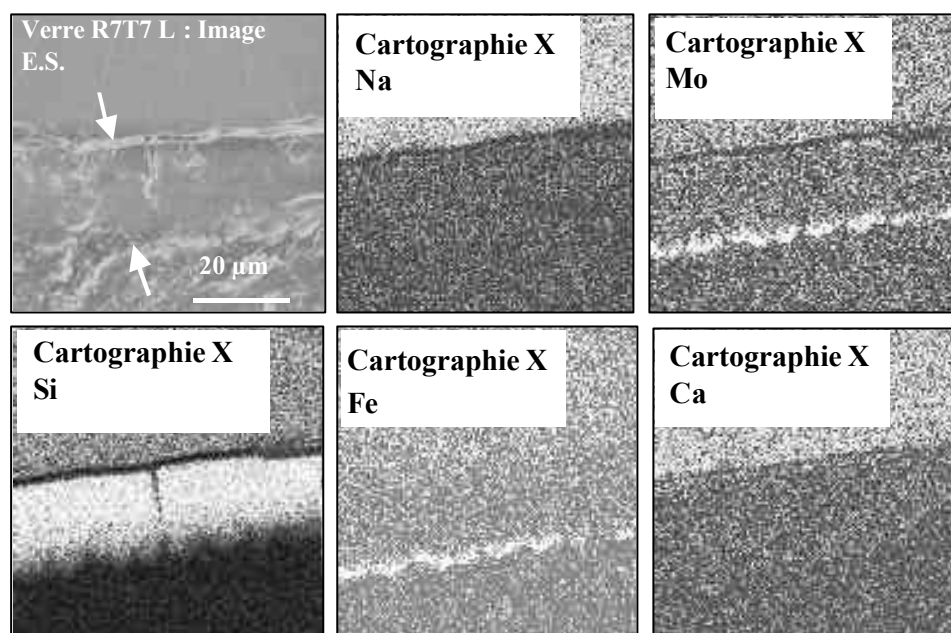 Verre R7T7 L : Image
E.S.
20 µm
Cartographie X
Na
Cartographie X
Mo
Cartographie X
Si
Cartographie X
Fe
Cartographie X
Ca